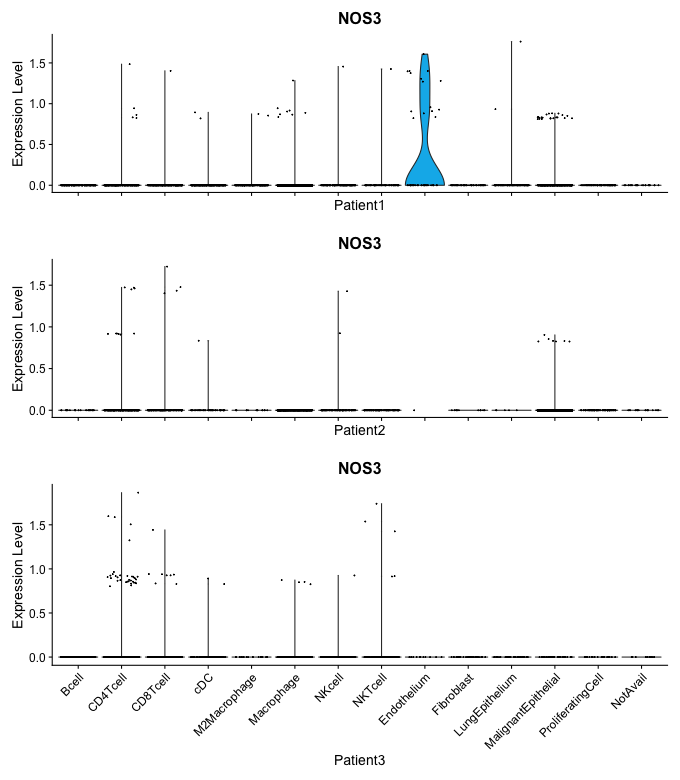 NOS3
Expression Level
1.5
1.0
0.5
0.0
Patient1
NOS3
Expression Level
1.5
1.0
0.5
0.0
Patient2
NOS3
Expression Level
1.5
1.0
0.5
0.0
Bcell
CD4Tcell
CD8Tcell
cDC
M2Macrophage
Macrophage
NKcell
NKTcell
Endothelium
Fibroblast
LungEpithelium
MalignantEpithelial
ProliferatingCell
NotAvail
Patient3